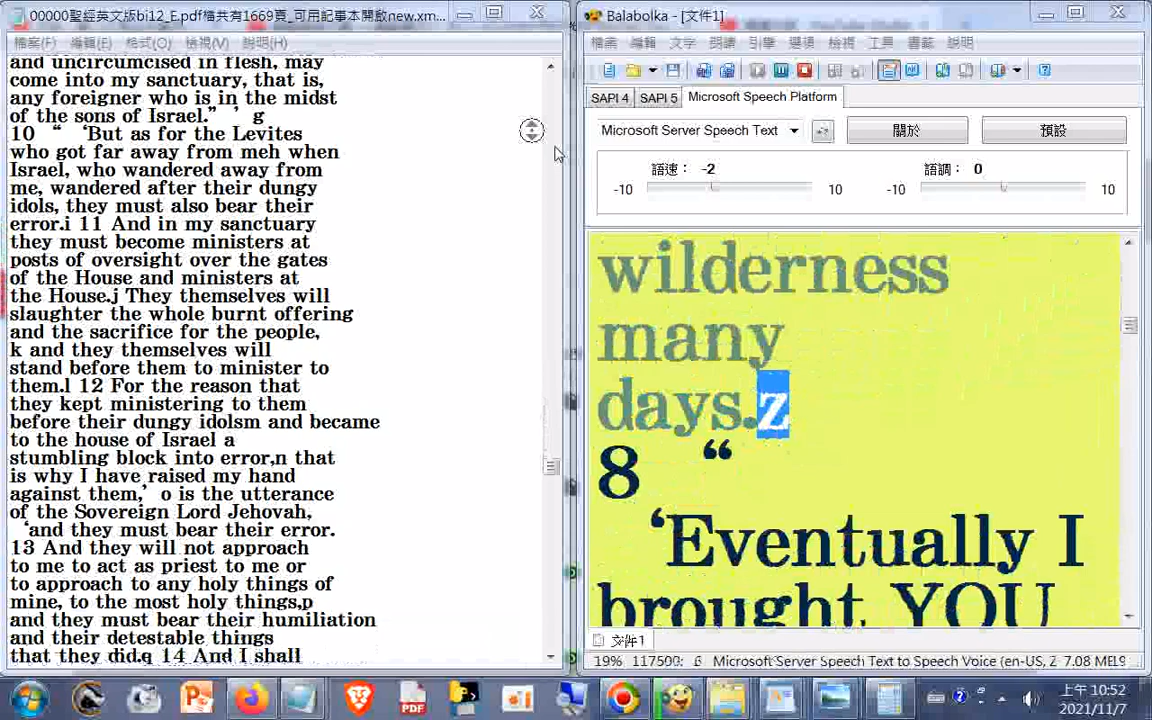 00000聖經英文版bi12_E.pdf檔共有1669頁_可用記事本開啟new.xm...
檔案(F) 編輯(E) 格式(O) 檢視(V) 說明(H)
and uncircumcised in flesh, may
come into my sanctuary, that is,
any foreigner who is in the midst
of the sons of Israel.” ’ g
10 “ ‘But as for the Levites
who got far away from meh when
Israel, who wandered away from
me, wandered after their dungy
idols, they must also bear their
error.i 11 And in my sanctuary
they must become ministers at
posts of oversight over the gates
of the House and ministers at
the House.j They themselves will
slaughter the whole burnt offering
and the sacrifice for the people,
k and they themselves will
stand before them to minister to
them.l 12 For the reason that
they kept ministering to them
before their dungy idolsm and became
to the house of Israel a
stumbling block into error,n that
is why I have raised my hand
against them,’ o is the utterance
of the Sovereign Lord Jehovah,
‘and they must bear their error.
13 And they will not approach
to me to act as priest to me or
to approach to any holy things of
mine, to the most holy things,p
and they must bear their humiliation
and their detestable things
that they did.q 14 And I shall
Balabolka - [文件1]
檔案 編輯 文字 朗讀 引擎 選項 檢視 工具 書籤 說明
SAPI 4 SAPI 5 Microsoft Speech Platform
Microsoft Server Speech Text 關於 預設
語速： -2 語調： 0
-10 10 -10 10
wilderness
many
days.z
8 “
‘Eventually I
brought YOU
文件1
19% 117500: 6 Microsoft Server Speech Text to Speech Voice (en-US, Z 7.08 MEL9
PDF
上午 10:52
2021/11/7